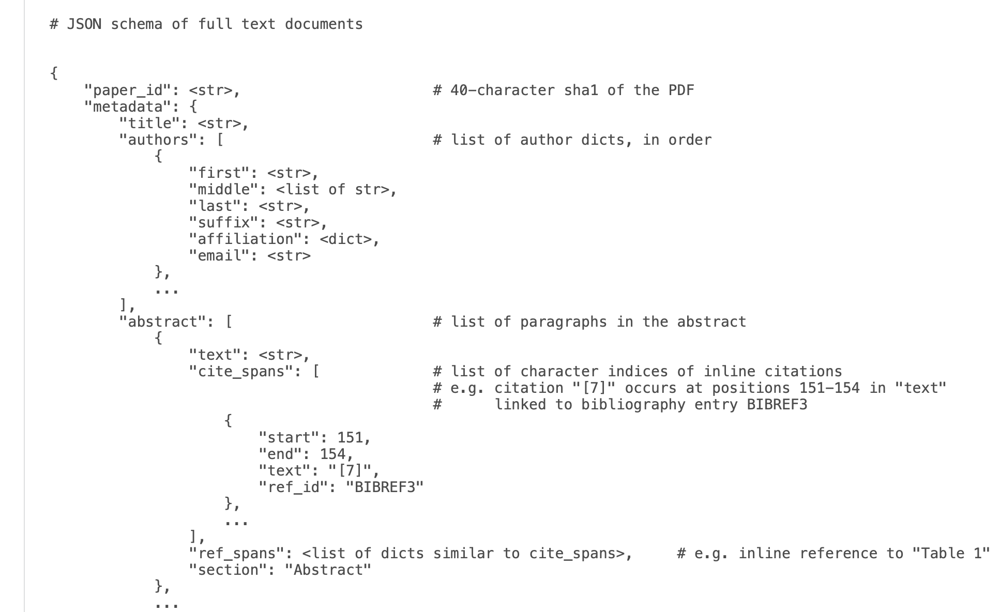 # JSON schema of full text documents
{
    "paper_id": <str>,                      # 40-character sha1 of the PDF
    "metadata": {
        "title": <str>,
        "authors": [                        # list of author dicts, in order
            {
                "first": <str>,
                "middle": <list of str>,
                "last": <str>,
                "suffix": <str>,
                "affiliation": <dict>,
                "email": <str>
            },
            ...
        ],
        "abstract": [                       # list of paragraphs in the abstract
            {
                "text": <str>,
                "cite_spans": [             # list of character indices of inline citations
                                            # e.g. citation "[7]" occurs at positions 151-154 in "text"
                                            #      linked to bibliography entry BIBREF3
                    {
                        "start": 151,
                        "end": 154,
                        "text": "[7]",
                        "ref_id": "BIBREF3"
                    },
                    ...
                ],
                "ref_spans": <list of dicts similar to cite_spans>,     # e.g. inline reference to "Table 1"
                "section": "Abstract"
            },
            ...